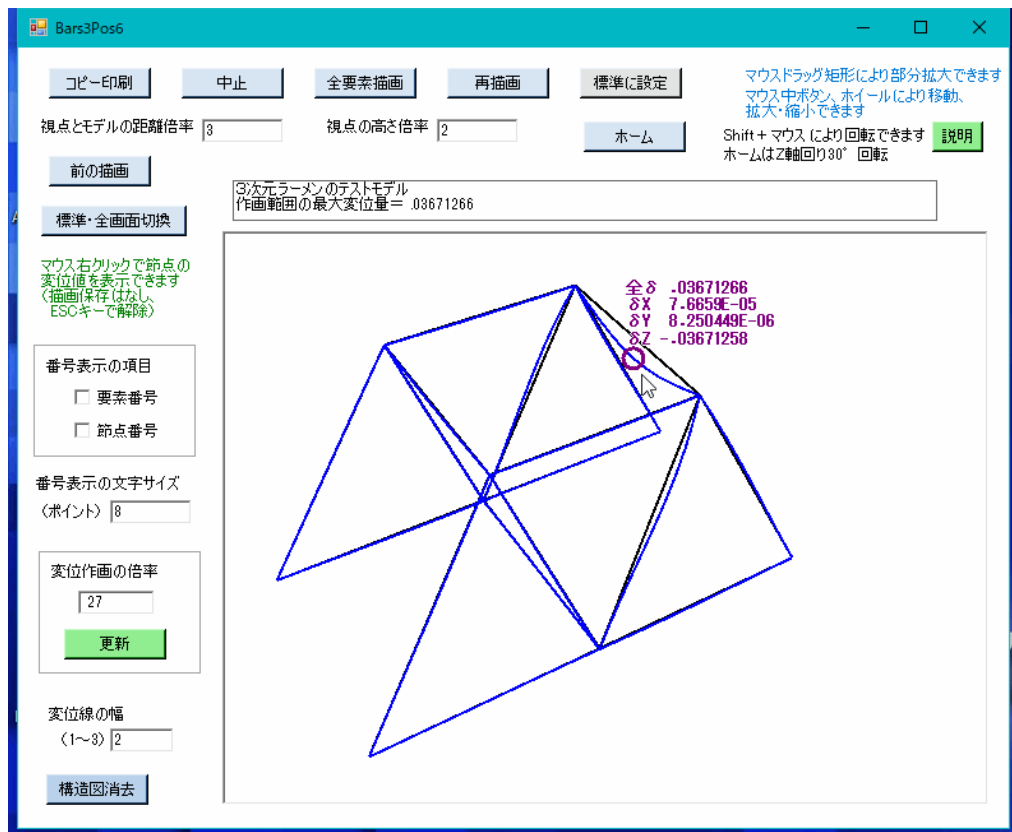 Bars3Pos6
コピー印刷
中止
全要素描画
再描画
標準に設定
マウスドラッグ矩形により部分拡大できます
マウス中ボタン、ホイールにより移動、
拡大・縮小できます
視点とモデルの距離倍率 3
視点の高さ倍率 2
ホーム
Shift+マウス により回転できます
ホームはZ軸回り30° 回転
説明
前の描画
3次元ラーメンのテストモデル
作画範囲の最大変位量= .03671266
標準・全画面切換
マウス右クリックで節点の
変位値を表示できます
(描画保存はなし、
ESCキーで解除)
全δ .03671266
δX 7.6659E-05
δY 8.250449E-06
δZ -.03671258
番号表示の項目
要素番号
節点番号
番号表示の文字サイズ
(ポイント) 8
変位作画の倍率
27
更新
変位線の幅
(1~3) 2
構造図消去